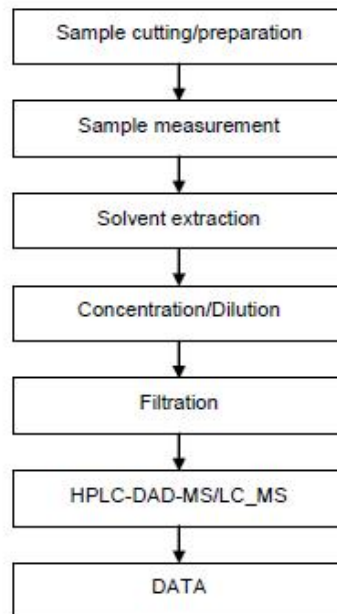 Sample cutting/preparation
Sample measurement
Solvent extraction
Concentration/Dilution
Filtration
HPLC-DAD-MS/LC_MS
DATA